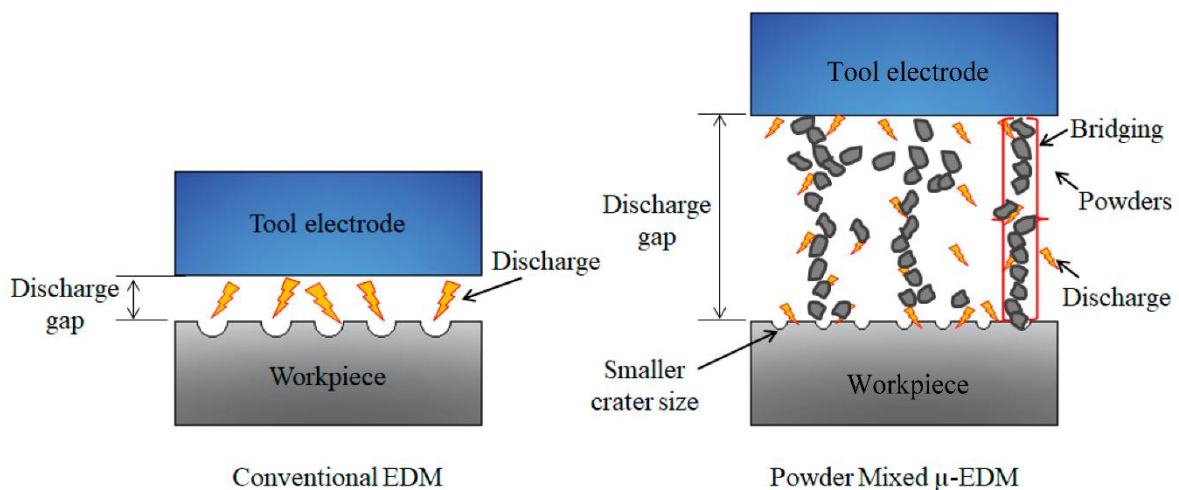 Tool electrode
Discharge
gap
Discharge
Workpiece
Conventional EDM
Tool electrode
Bridging
Powders
Discharge
gap
Discharge
Smaller
crater size
Workpiece
Powder Mixed μ-EDM